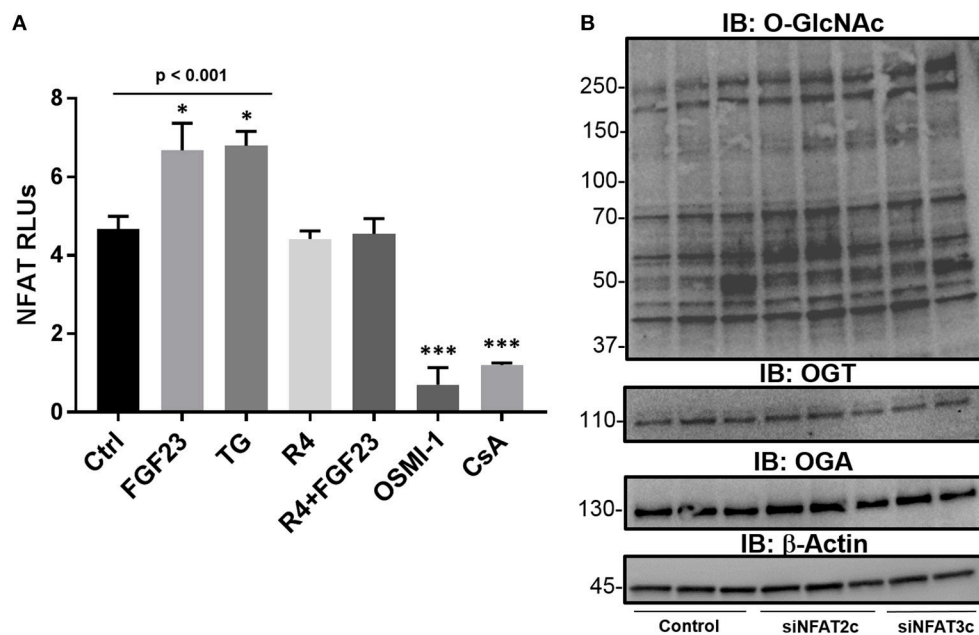 A
p < 0.001
8
6
4
2
0
NFAT RLUs
*
*
***
***
Ctrl
FGF23
TG
R4
R4+FGF23
OSMI-1
CsA
B
IB: O-GlcNAc
250-
150-
100-
70-
50-
37-
IB: OGT
110-
IB: OGA
130-
IB: β-Actin
45-
Control siNFAT2c siNFAT3c